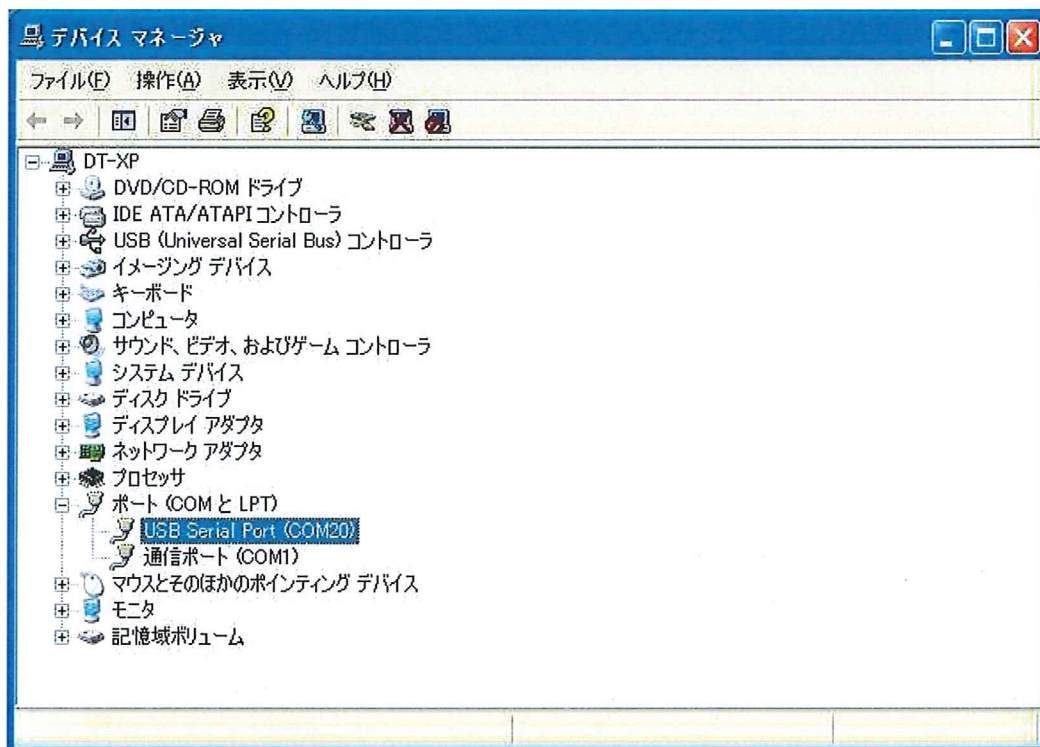 デバイス マネージャ
ファイル(F) 操作(A) 表示(V) ヘルプ(H)
DT-XP
DVD/CD-ROM ドライブ
IDE ATA/ATAPI コントローラ
USB (Universal Serial Bus) コントローラ
イメージング デバイス
キーボード
コンピュータ
サウンド、ビデオ、およびゲーム コントローラ
システム デバイス
ディスク ドライブ
ディスプレイ アダプタ
ネットワーク アダプタ
プロセッサ
ポート (COM と LPT)
USB Serial Port (COM20)
通信ポート (COM1)
マウスとそのほかのポインティング デバイス
モニタ
記憶域ボリューム